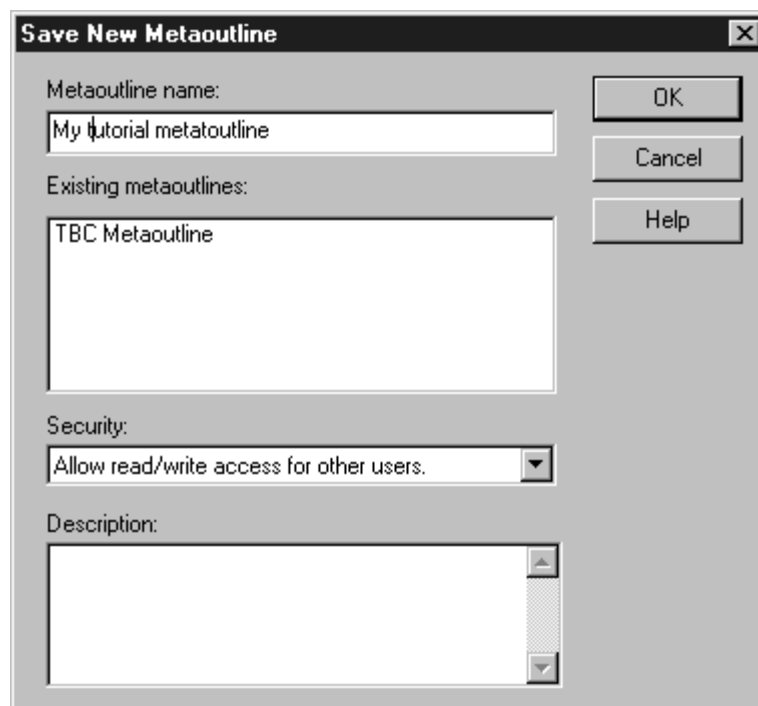 Save New Metaoutline
Metaoutline name:
My tutorial metatoutline
Existing metaoutlines:
TBC Metaoutline
Security:
Allow read/write access for other users.
Description:
OK
Cancel
Help